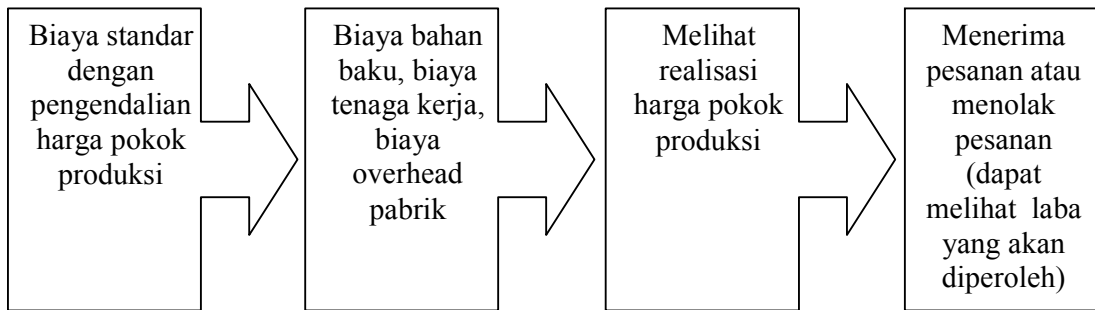 Biaya standar
dengan
pengendalian
harga pokok
produksi
Biaya bahan
baku, biaya
tenaga kerja,
biaya
overhead
pabrik
Melihat
realisasi
harga pokok
produksi
Menerima
pesanan atau
menolak
pesanan
(dapat
melihat laba
yang akan
diperoleh)